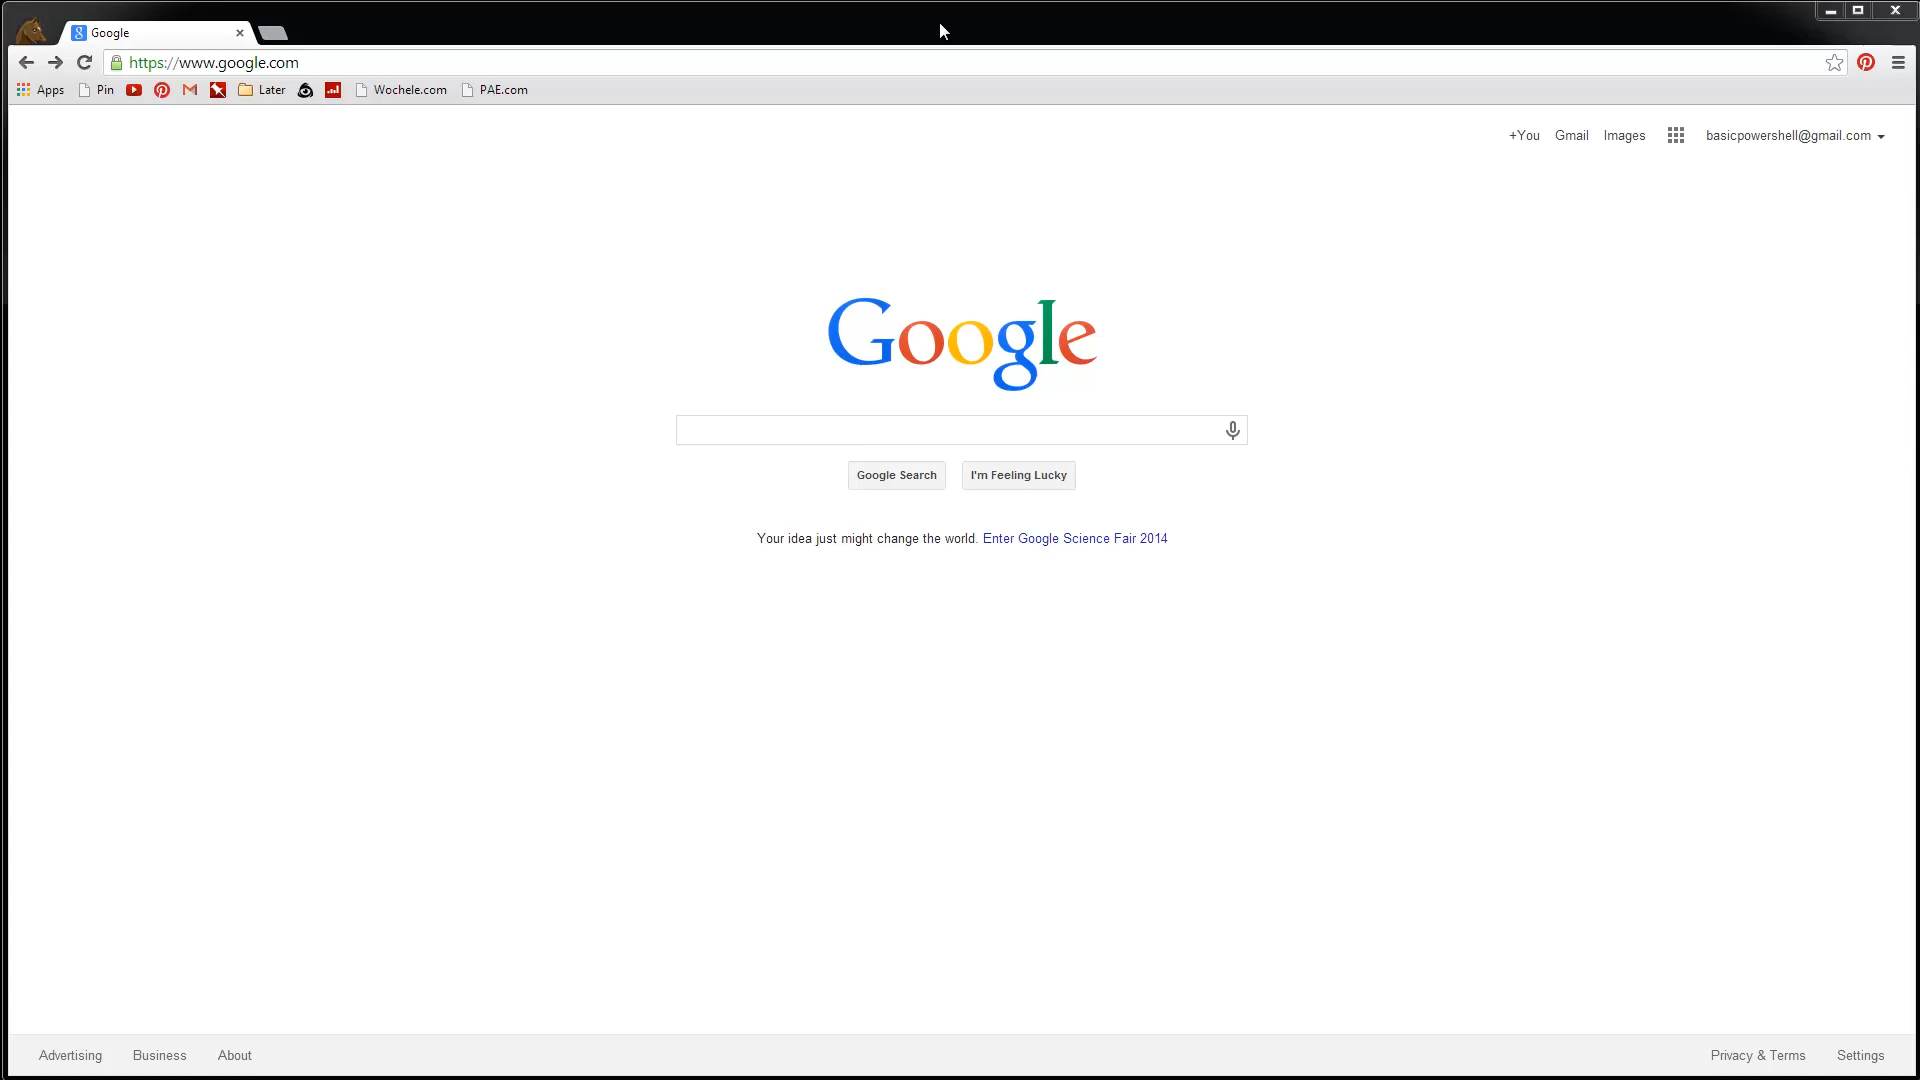 Google
https://www.google.com
Apps Pin Later Wochele.com PAE.com
+You Gmail Images basicpowershell@gmail.com
Google
Google Search I'm Feeling Lucky
Your idea just might change the world. Enter Google Science Fair 2014
Advertising Business About Privacy & Terms Settings